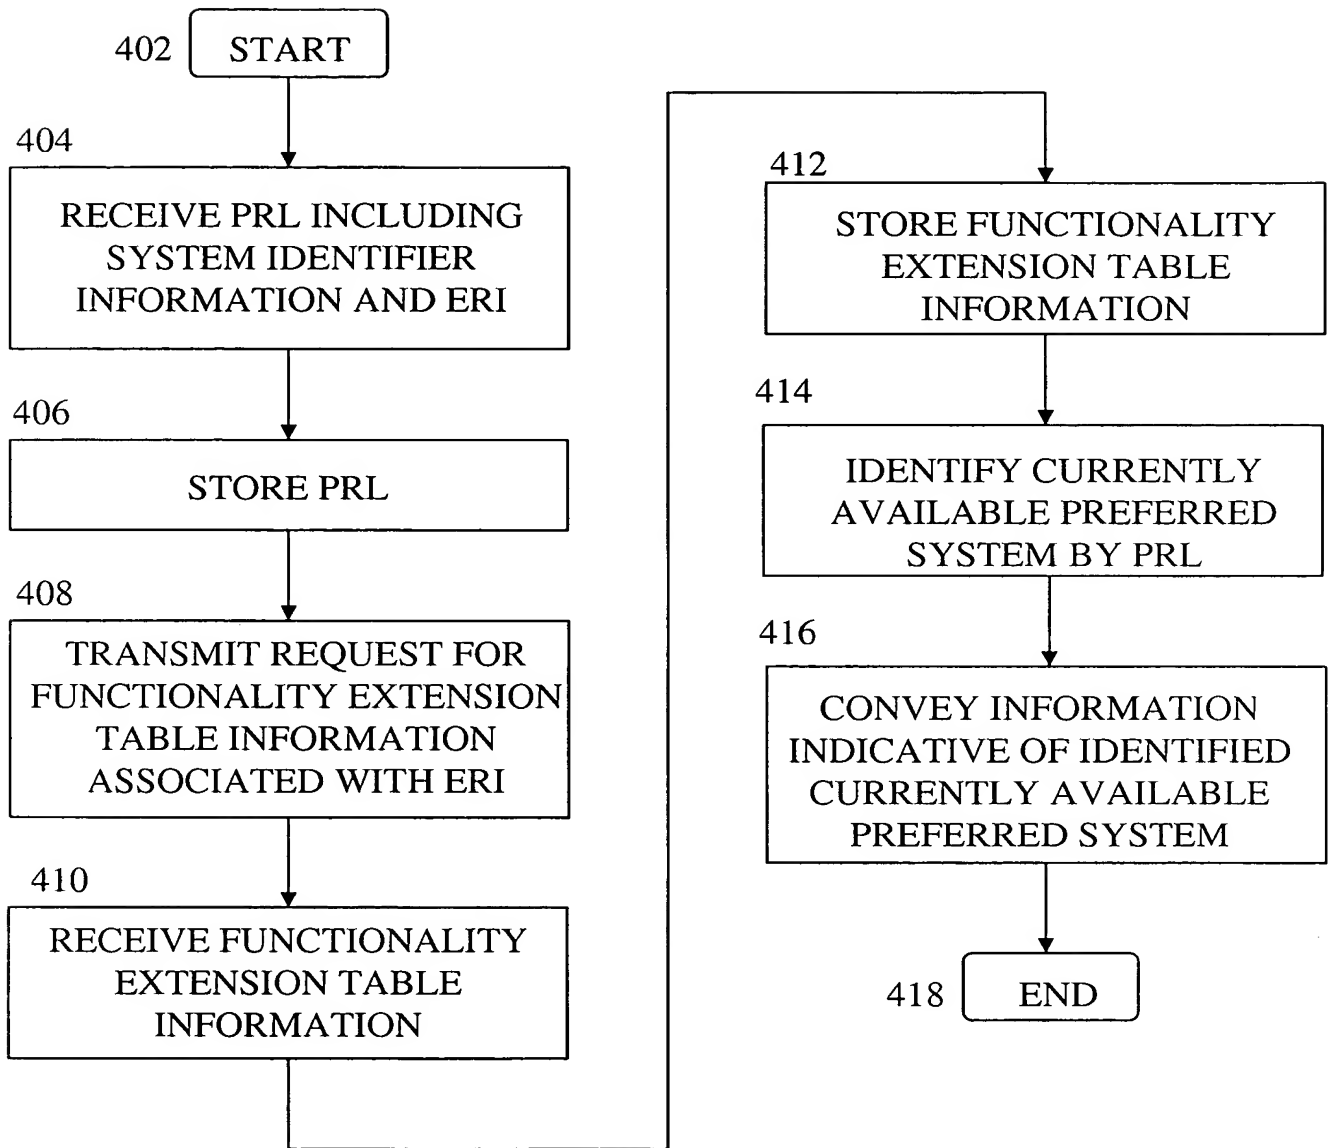 402 START
404
RECEIVE PRL INCLUDING
SYSTEM IDENTIFIER
INFORMATION AND ERI
406
STORE PRL
408
TRANSMIT REQUEST FOR
FUNCTIONALITY EXTENSION
TABLE INFORMATION
ASSOCIATED WITH ERI
410
RECEIVE FUNCTIONALITY
EXTENSION TABLE
INFORMATION
412
STORE FUNCTIONALITY
EXTENSION TABLE
INFORMATION
414
IDENTIFY CURRENTLY
AVAILABLE PREFERRED
SYSTEM BY PRL
416
CONVEY INFORMATION
INDICATIVE OF IDENTIFIED
CURRENTLY AVAILABLE
PREFERRED SYSTEM
418 END